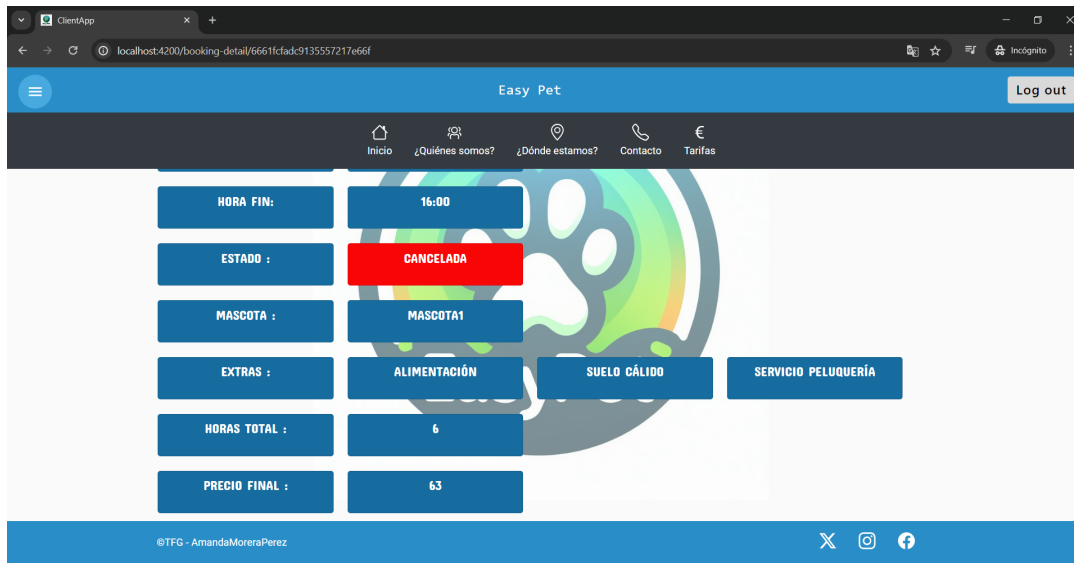 ClientApp
localhost:4200/booking-detail/6661fcfadc9135557217e66f
Incógnito
Easy Pet
Log out
Inicio
¿Quiénes somos?
¿Dónde estamos?
Contacto
€
Tarifas
HORA FIN:
16:00
ESTADO :
CANCELADA
MASCOTA :
MASCOTA1
EXTRAS :
ALIMENTACIÓN
SUELO CÁLIDO
SERVICIO PELUQUERÍA
HORAS TOTAL :
6
PRECIO FINAL :
63
©TFG - AmandaMoreraPerez